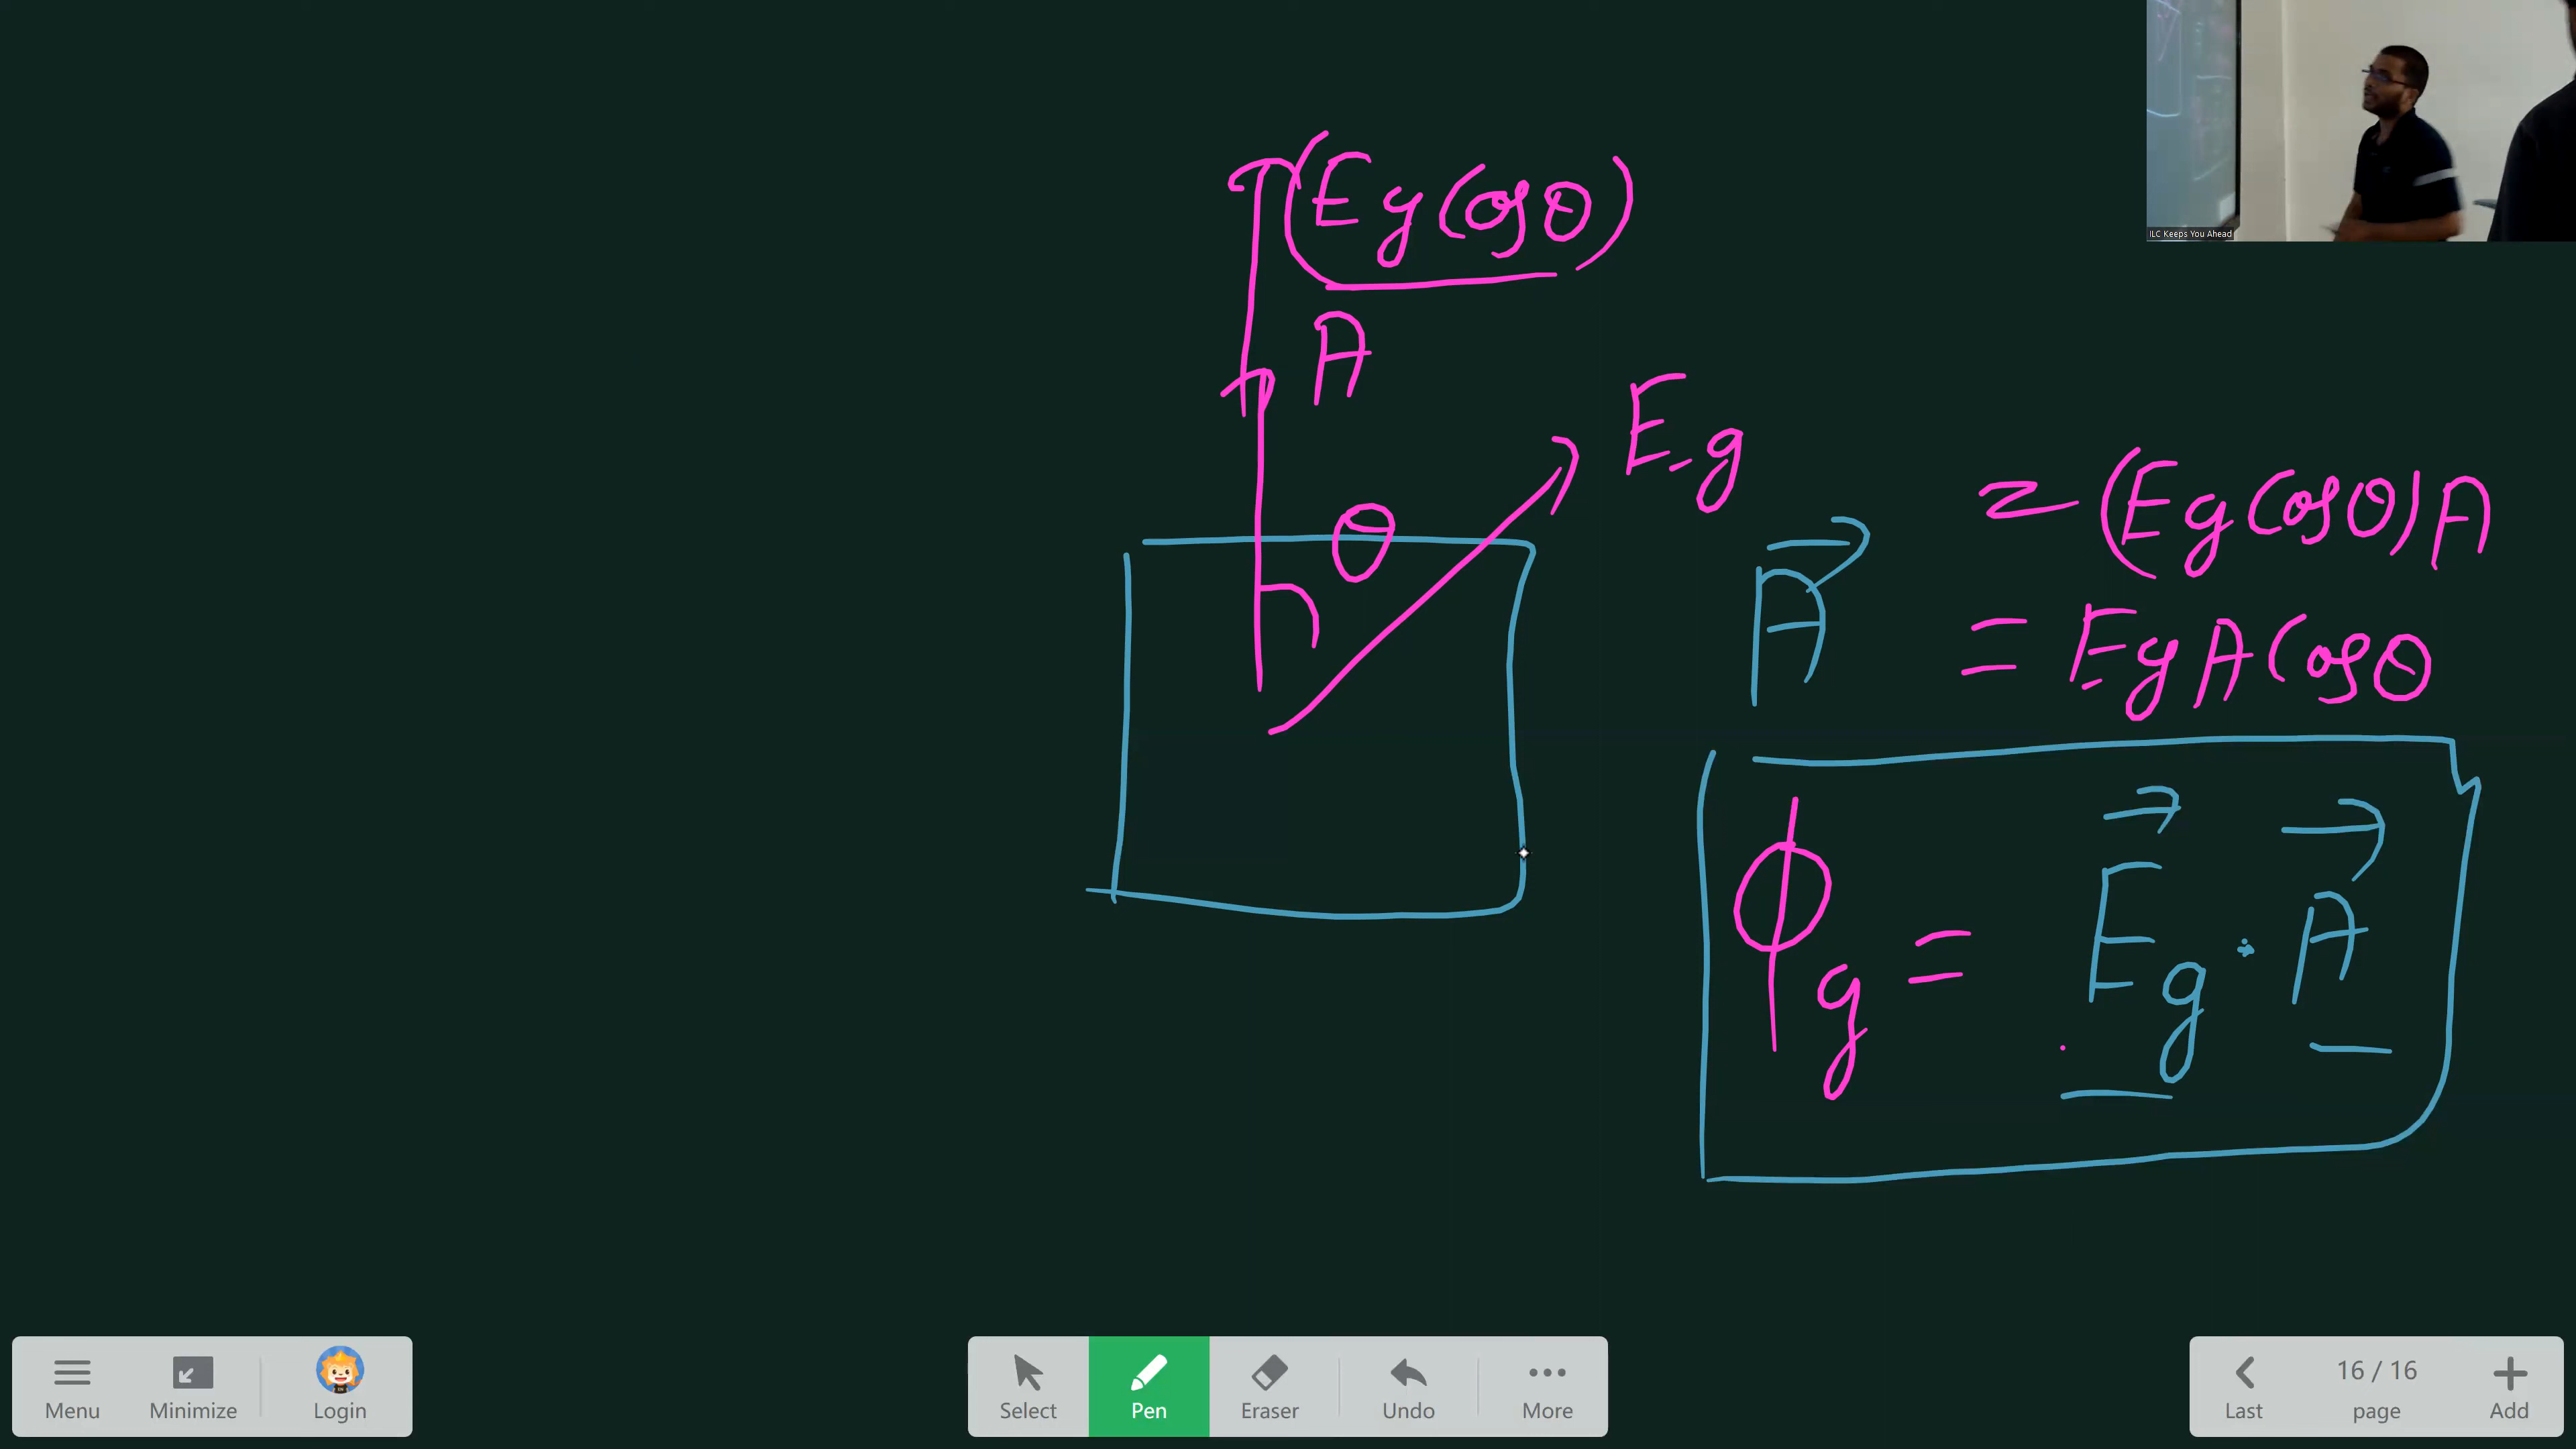 (Eg Cosθ)
A
Eg
θ
= (Eg Cosθ) A
A⃗
= Eg A Cosθ
ϕg = E⃗g · A⃗
ILC Keeps You Ahead
Menu
Minimize
Login
Select
Pen
Eraser
Undo
More
Last
16 / 16
page
Add